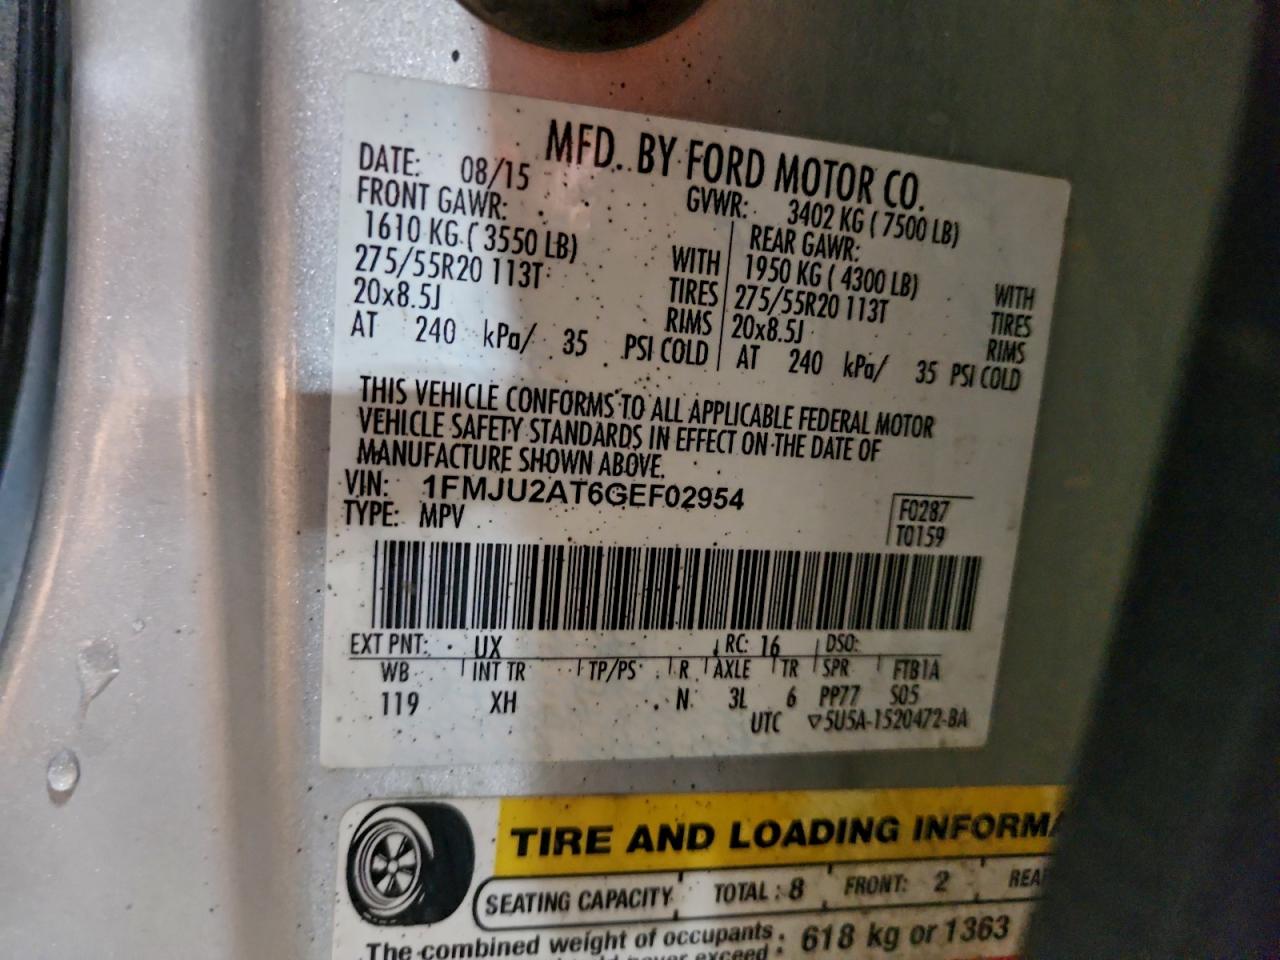 MFD. BY FORD MOTOR CO.
DATE: 08/15 GVWR: 3402 KG ( 7500 LB)
FRONT GAWR: REAR GAWR:
1610 KG ( 3550 LB) WITH 1950 KG ( 4300 LB) WITH
275/55R20 113T TIRES 275/55R20 113T TIRES
20x8.5J RIMS 20x8.5J RIMS
AT 240 kPa/ 35 PSI COLD AT 240 kPa/ 35 PSI COLD
THIS VEHICLE CONFORMS TO ALL APPLICABLE FEDERAL MOTOR
VEHICLE SAFETY STANDARDS IN EFFECT ON THE DATE OF
MANUFACTURE SHOWN ABOVE.
VIN: 1FMJU2AT6GEF02954
TYPE: MPV
F0287
T0159
EXT PNT: UX RC: 16 DSO:
WB INT TR TP/PS R AXLE TR SPR FTB1A
119 XH N 3L 6 PP77 S05
UTC ▽5U5A-1520472-BA
TIRE AND LOADING INFORMA
SEATING CAPACITY TOTAL : 8 FRONT: 2 REA
The combined weight of occupants : 618 kg or 1363
exceed